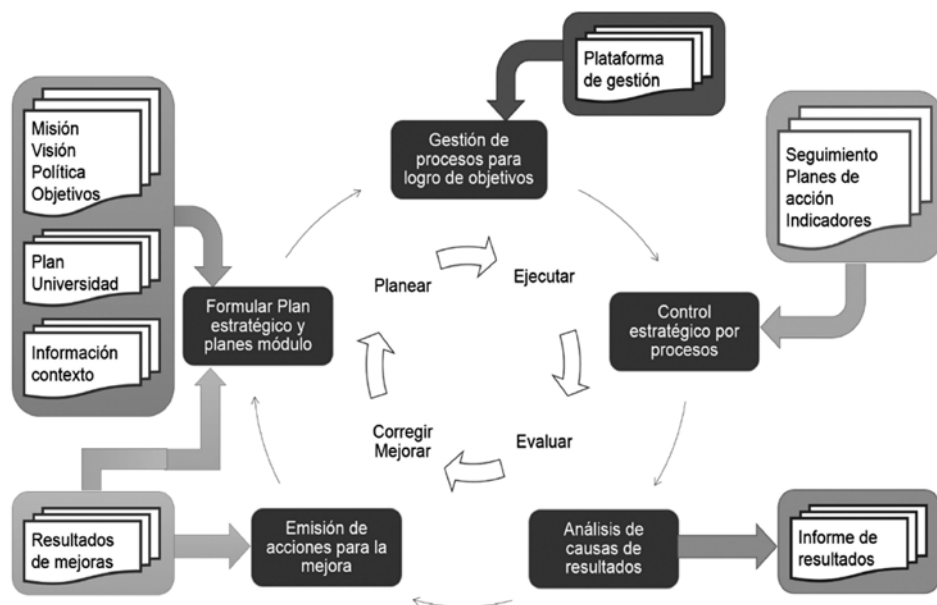 Plataforma
de gestión
Misión
Visión
Política
Objetivos
Gestión de
procesos para
logro de objetivos
Seguimiento
Planes de
acción
Indicadores
Plan
Universidad
Planear
Ejecutar
Formular Plan
estratégico y
planes módulo
Control
estratégico por
procesos
Información
contexto
Corregir
Mejorar
Evaluar
Resultados
de mejoras
Emisión de
acciones para la
mejora
Análisis de
causas de
resultados
Informe de
resultados